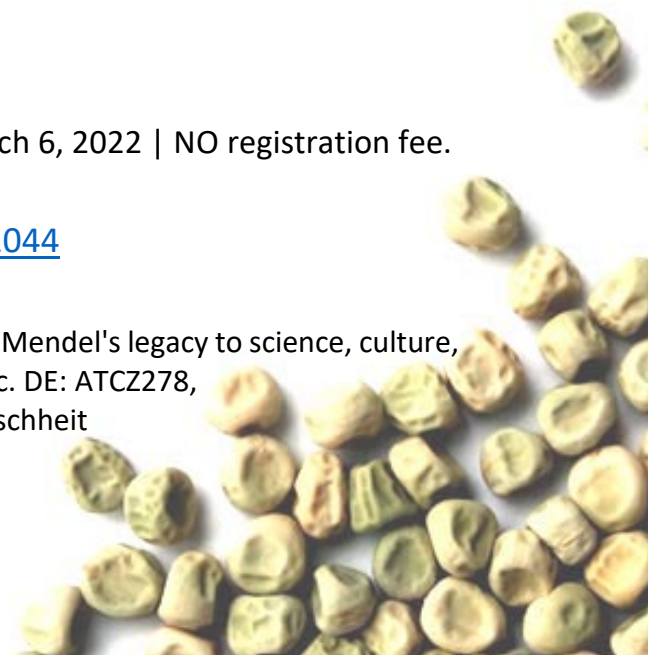 ch 6, 2022 | NO registration fee.
044
Mendel's legacy to science, culture,
c. DE: ATCZ278,
schheit